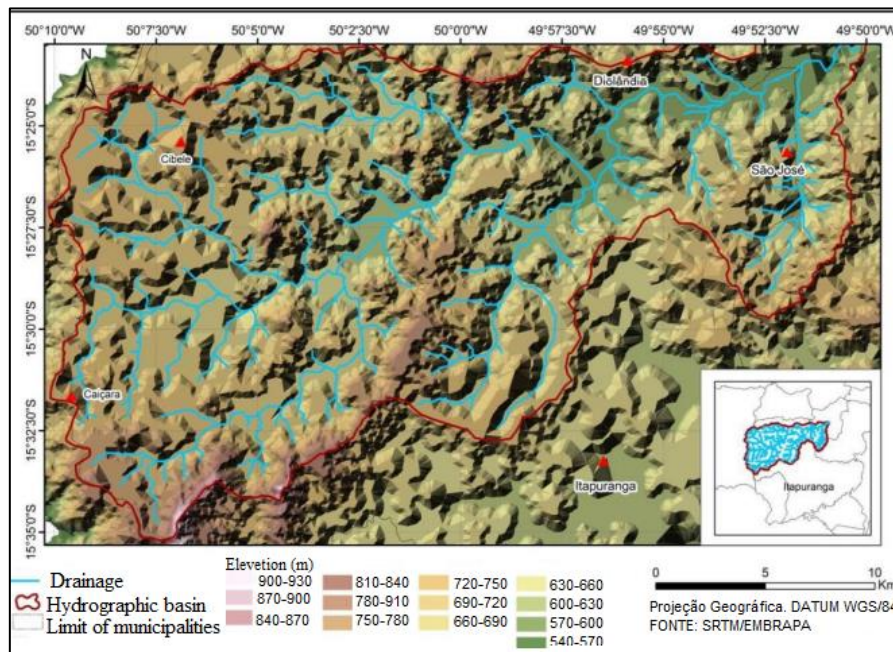 50°10'0"W 50°7'30"W 50°5'0"W 50°2'30"W 50°0'0"W 49°57'30"W 49°55'0"W 49°52'30"W 49°50'0"W
N
Diolândia
15°25'0"S
Cibele
São José
15°27'30"S
15°30'0"S
Caiçara
15°32'30"S
Itapuranga
Itapuranga
15°35'0"S
Drainage
Hydrographic basin
Limit of municipalities
Elevetion (m)
900-930
870-900
840-870
810-840
780-910
750-780
720-750
690-720
660-690
630-660
600-630
570-600
540-570
0 5 10
Km
Projeção Geográfica. DATUM WGS/84
FONTE: SRTM/EMBRAPA